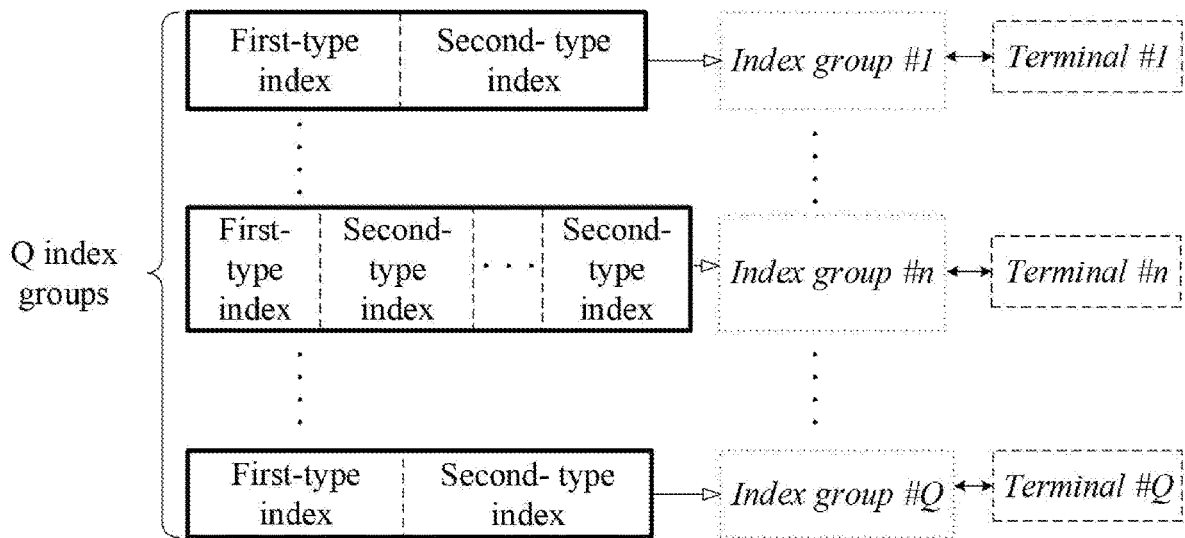 First-type
index
Second- type
index
Index group #1
Terminal #1
Q index
groups
First-
type
index
Second-
type
index
· · ·
Second-
type
index
Index group #n
Terminal #n
First-type
index
Second- type
index
Index group #Q
Terminal #Q